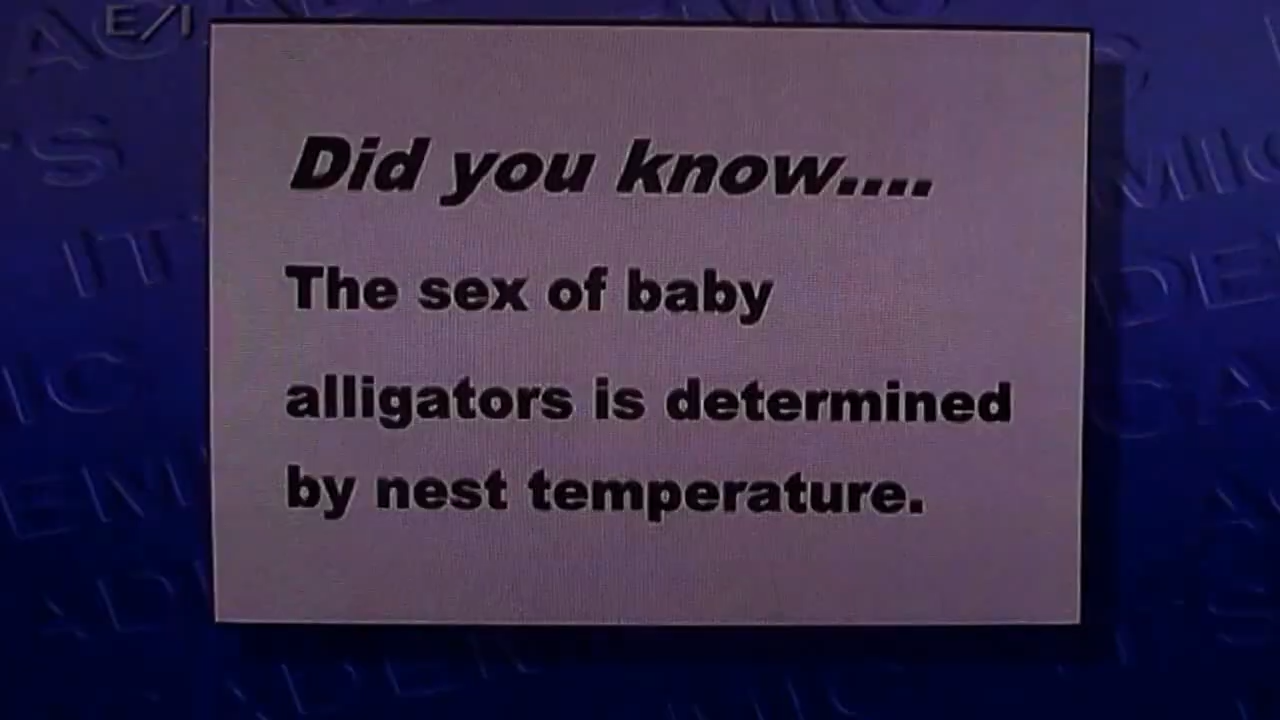 E/I
Did you know....
The sex of baby
alligators is determined
by nest temperature.